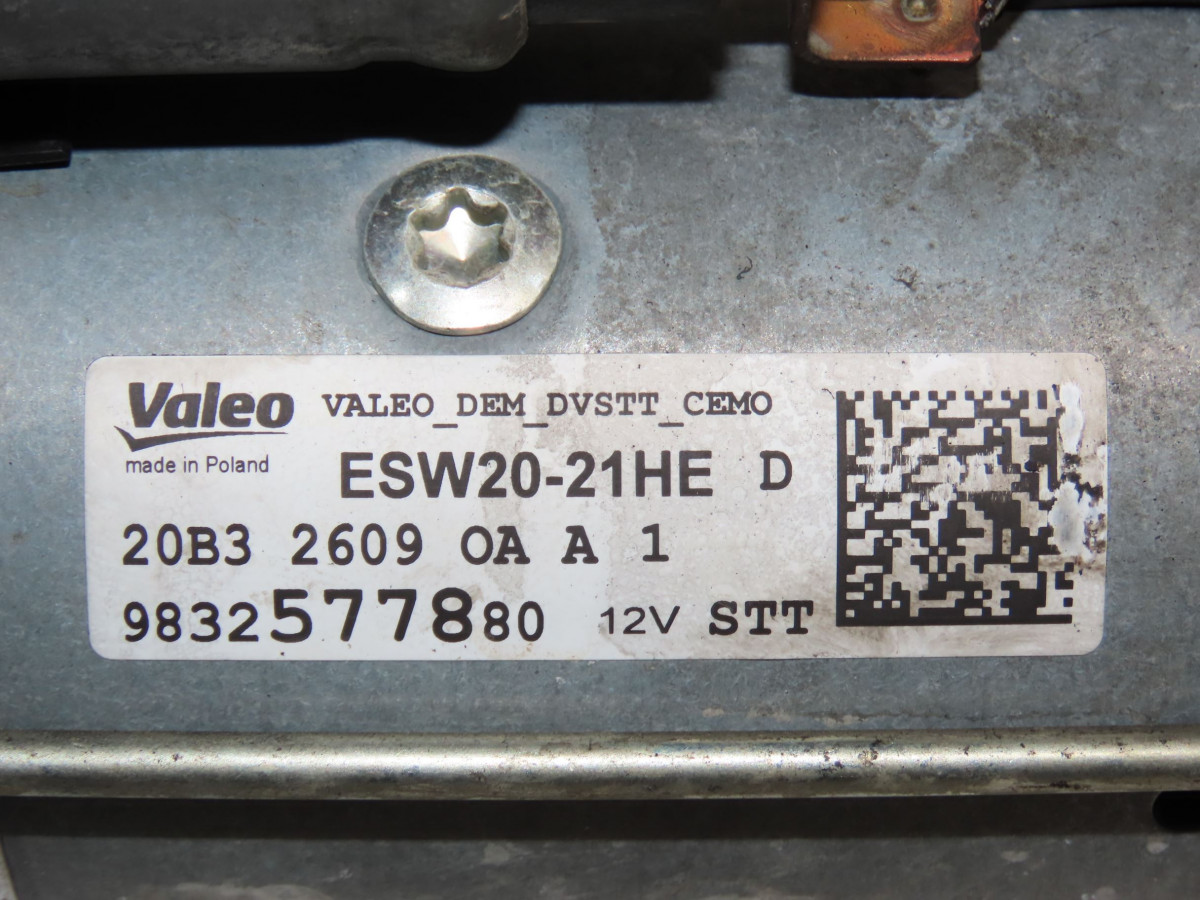 Valeo VALEO_DEM_DVSTT_CEMO
made in Poland ESW20-21HE D
20B3 2609 OA A 1
9832577880 12V STT